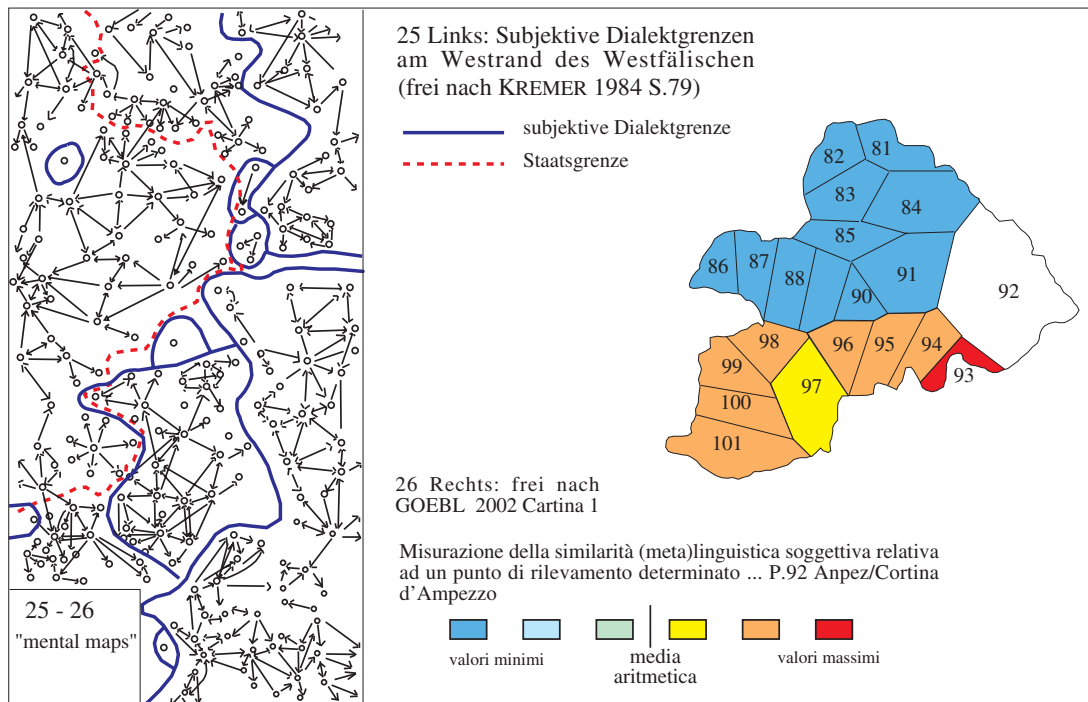 25 Links: Subjektive Dialektgrenzen
am Westrand des Westfälischen
(frei nach KREMER 1984 S.79)
subjektive Dialektgrenze
Staatsgrenze
82
81
83
84
85
86
87
88
90
91
92
98
96
95
94
93
99
97
100
101
26 Rechts: frei nach
GOEBL 2002 Cartina 1
Misurazione della similarità (meta)linguistica soggettiva relativa
ad un punto di rilevamento determinato ... P.92 Anpez/Cortina
d'Ampezzo
valori minimi
media
aritmetica
valori massimi
25 - 26
"mental maps"